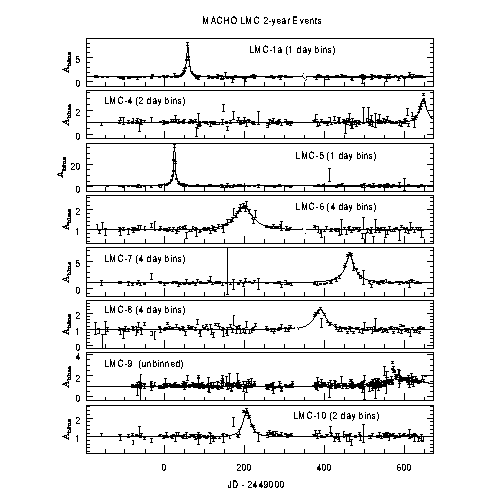 MACHO LMC 2-year Events
LMC-1a (1 day bins)
A
5
0
LMC-4 (2 day bins)
A
2
0
LMC-5 (1 day bins)
A
20
0
LMC-6 (4 day bins)
A
2
1
LMC-7 (4 day bins)
A
5
0
LMC-8 (4 day bins)
A
2
1
0
LMC-9 (unbinned)
A
4
2
0
LMC-10 (2 day bins)
A
2
1
0 200 400 600
JD - 2449000